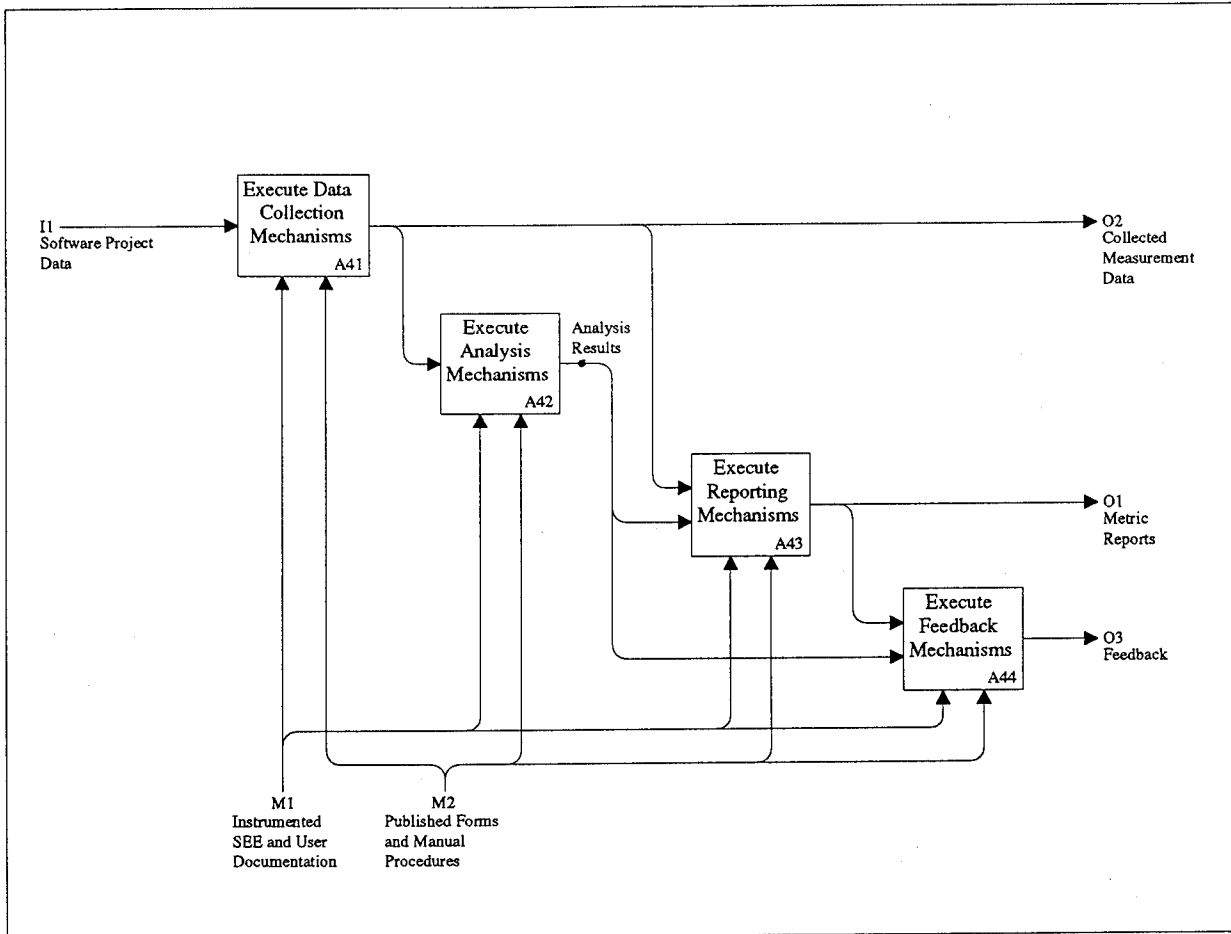 Execute Data
Collection
Mechanisms
A41
I1
Software Project
Data
O2
Collected
Measurement
Data
Execute
Analysis
Mechanisms
A42
Analysis
Results
Execute
Reporting
Mechanisms
A43
O1
Metric
Reports
Execute
Feedback
Mechanisms
A44
O3
Feedback
M1
Instrumented
SEE and User
Documentation
M2
Published Forms
and Manual
Procedures